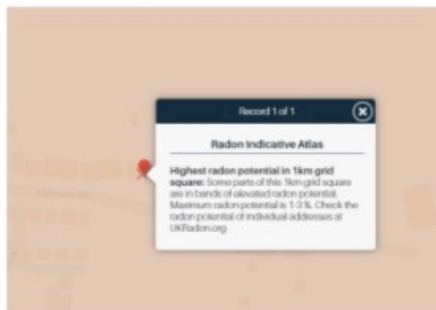 Record 1 of 1
Radon Indicative Atlas
Highest radon potential in 1km grid
square: Some parts of this 1km grid square
are in bands of elevated radon potential.
Maximum radon potential is 1-3 %. Check the
radon potential of individual addresses at
UKRadon.org